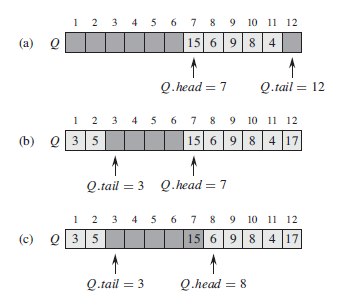 1 2 3 4 5 6 7 8 9 10 11 12
(a) Q 15 6 9 8 4
Q.head = 7 Q.tail = 12
1 2 3 4 5 6 7 8 9 10 11 12
(b) Q 3 5 15 6 9 8 4 17
Q.tail = 3 Q.head = 7
1 2 3 4 5 6 7 8 9 10 11 12
(c) Q 3 5 15 6 9 8 4 17
Q.tail = 3 Q.head = 8